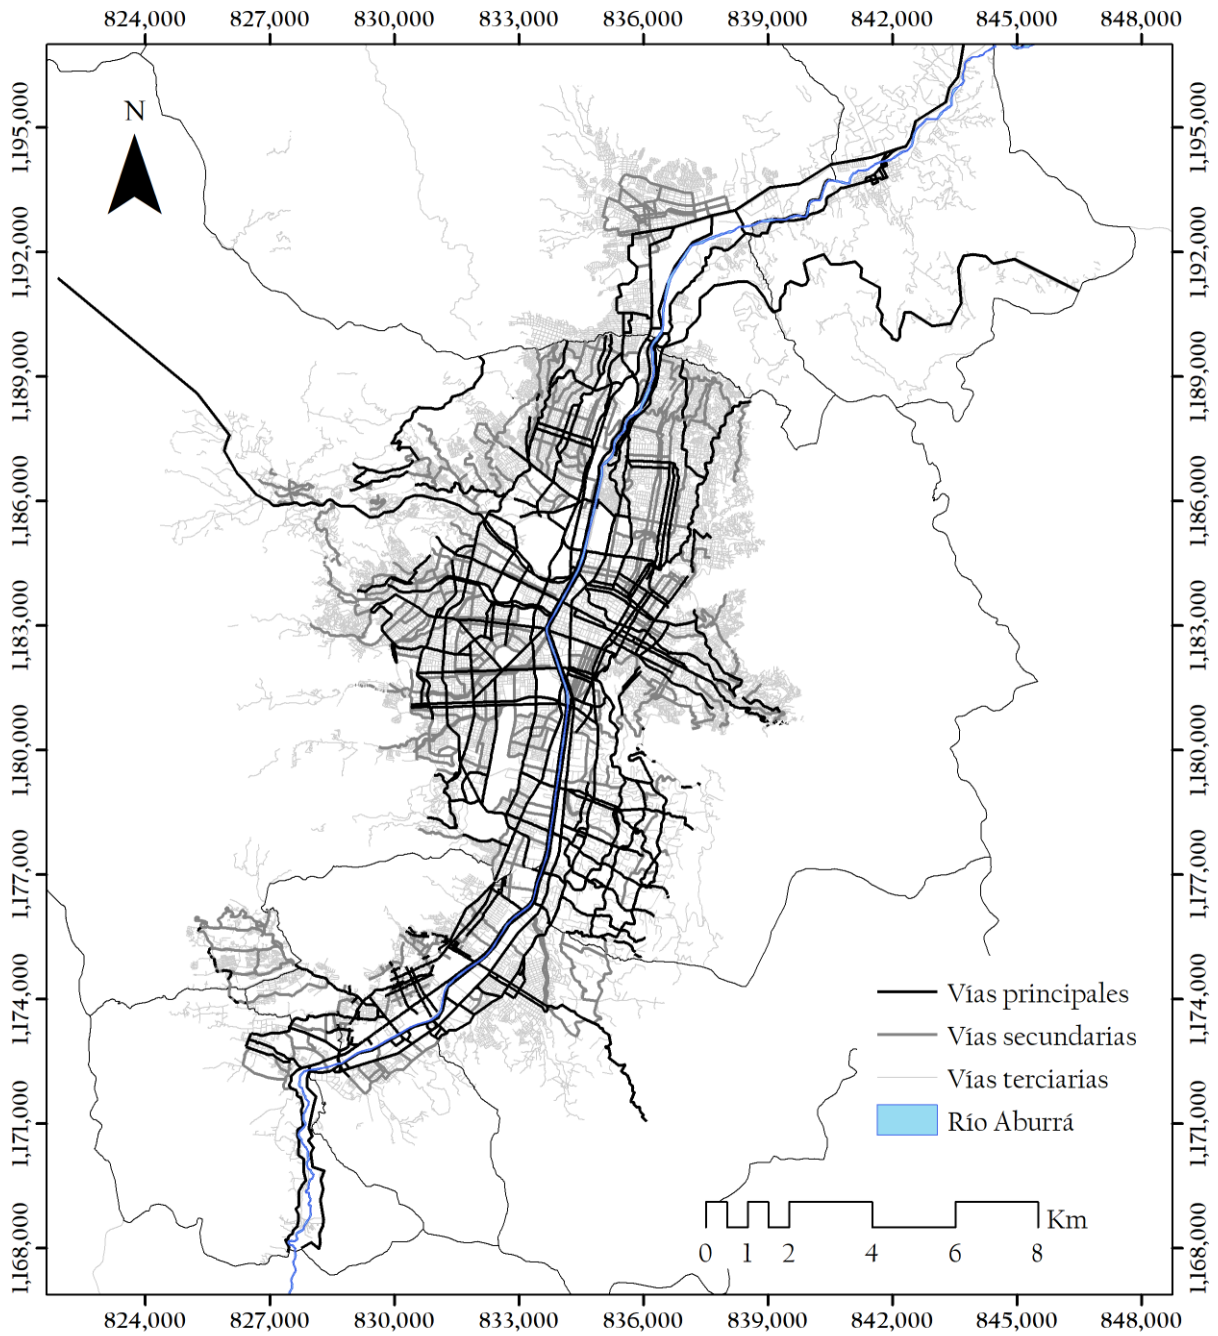 824,000 827,000 830,000 833,000 836,000 839,000 842,000 845,000 848,000
1,195,000 1,195,000
N
1,192,000 1,192,000
1,189,000 1,189,000
1,186,000 1,186,000
1,183,000 1,183,000
1,180,000 1,180,000
1,177,000 1,177,000
1,174,000 1,174,000
Vías principales
Vías secundarias
Vías terciarias
Río Aburrá
1,171,000 1,171,000
Km
0 1 2 4 6 8
1,168,000 1,168,000
824,000 827,000 830,000 833,000 836,000 839,000 842,000 845,000 848,000